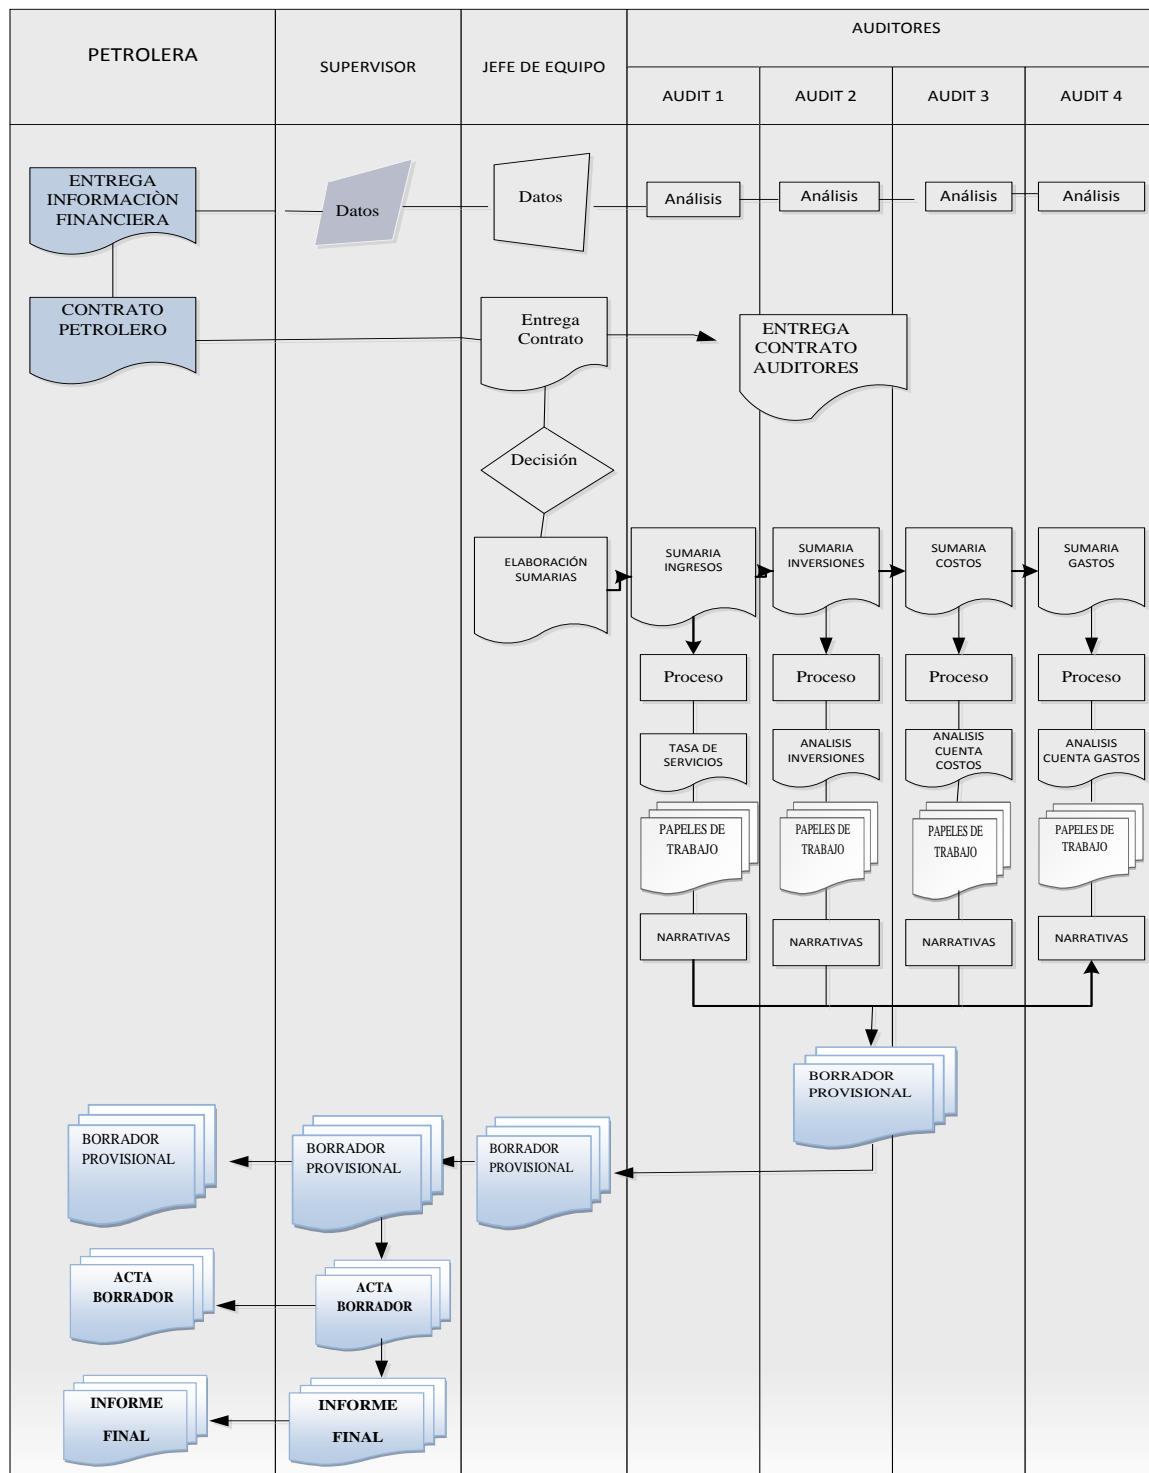 PETROLERA
SUPERVISOR
JEFE DE EQUIPO
AUDITORES
AUDIT 1
AUDIT 2
AUDIT 3
AUDIT 4
ENTREGA
INFORMACIÒN
FINANCIERA
Datos
Datos
Análisis
Análisis
Análisis
Análisis
CONTRATO
PETROLERO
Entrega
Contrato
ENTREGA
CONTRATO
AUDITORES
Decisión
ELABORACIÓN
SUMARIAS
SUMARIA
INGRESOS
SUMARIA
INVERSIONES
SUMARIA
COSTOS
SUMARIA
GASTOS
Proceso
Proceso
Proceso
Proceso
TASA DE
SERVICIOS
ANALISIS
INVERSIONES
ANALISIS
CUENTA
COSTOS
ANALISIS
CUENTA GASTOS
PAPELES DE
TRABAJO
PAPELES DE
TRABAJO
PAPELES DE
TRABAJO
PAPELES DE
TRABAJO
NARRATIVAS
NARRATIVAS
NARRATIVAS
NARRATIVAS
BORRADOR
PROVISIONAL
BORRADOR
PROVISIONAL
BORRADOR
PROVISIONAL
BORRADOR
PROVISIONAL
ACTA
BORRADOR
ACTA
BORRADOR
INFORME
FINAL
INFORME
FINAL